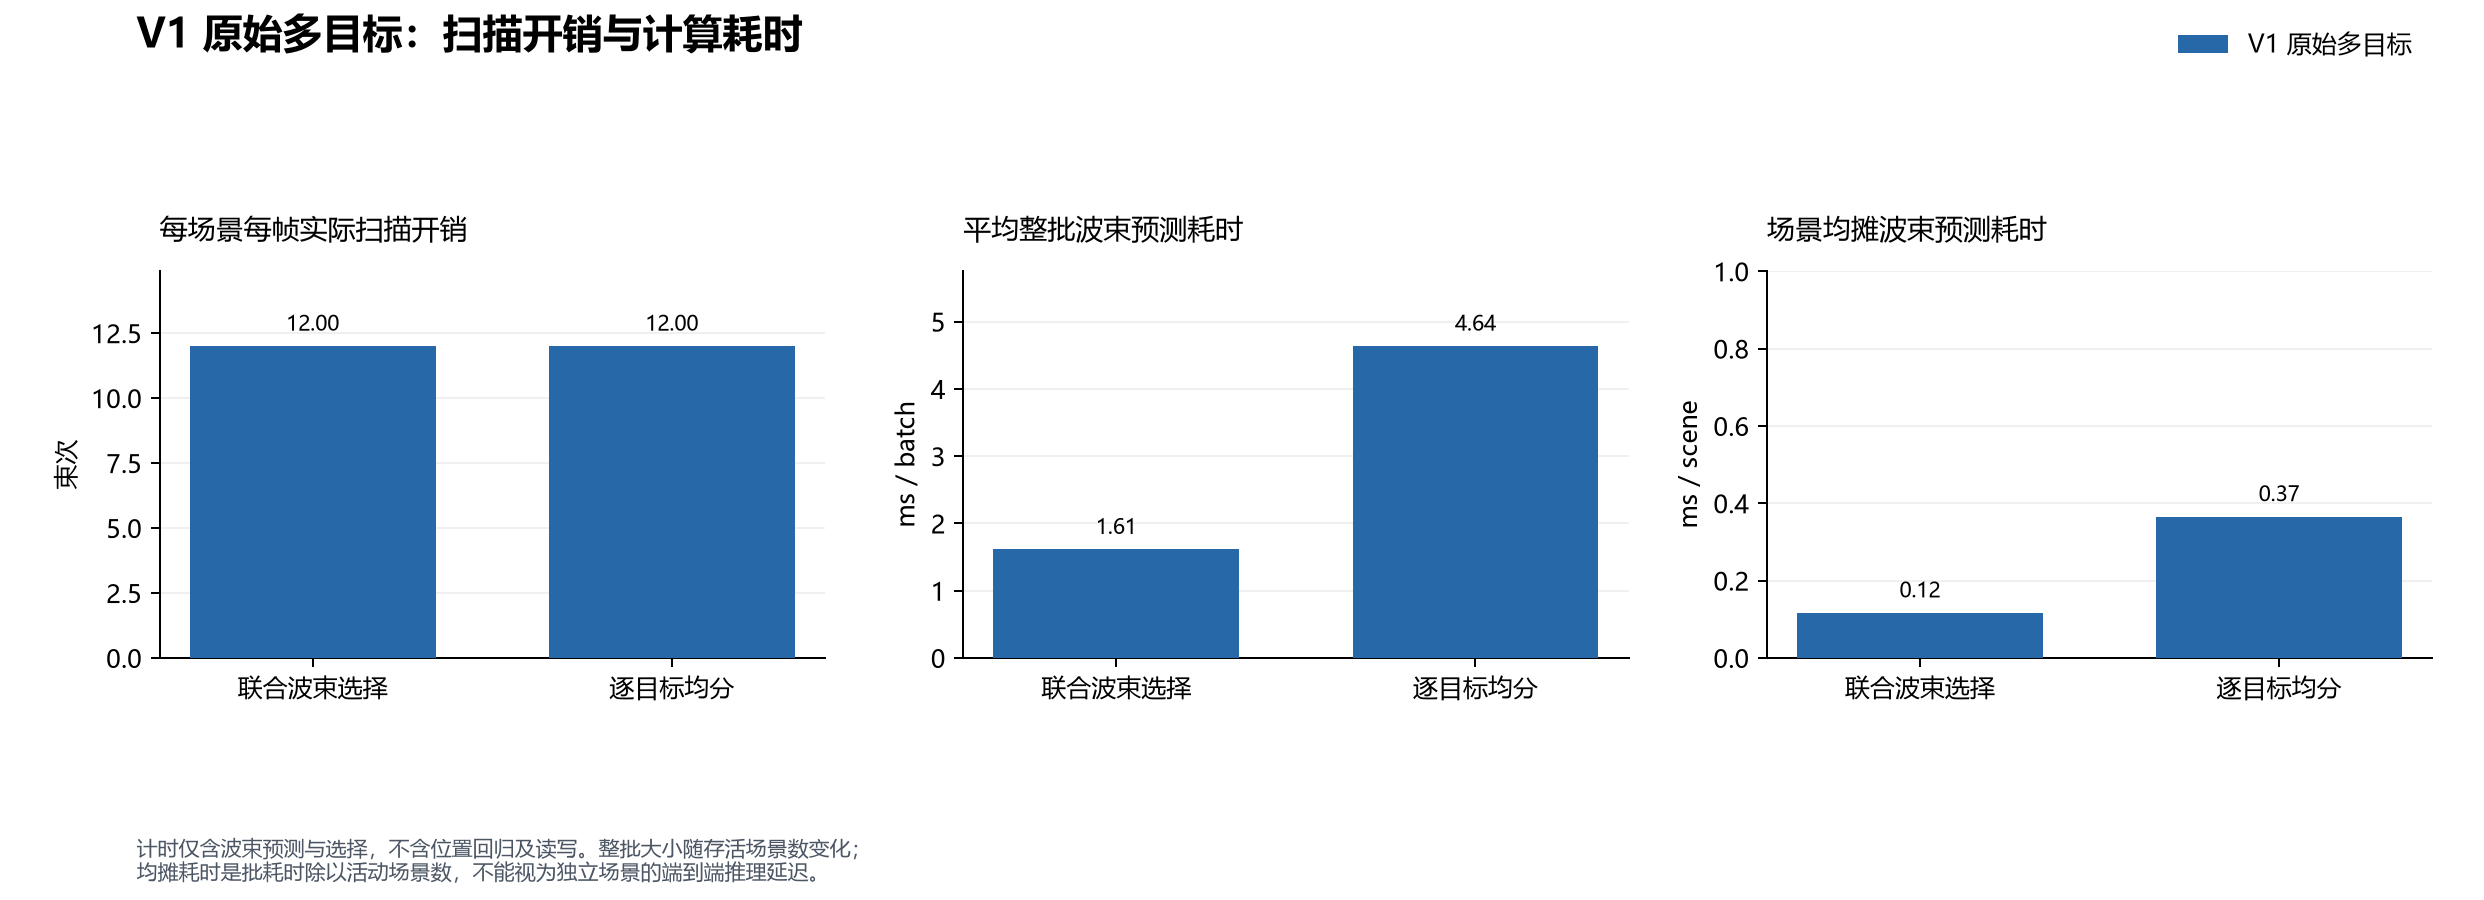 V1 原始多目标：扫描开销与计算耗时
V1 原始多目标
每场景每帧实际扫描开销
束次
12.5
10.0
7.5
5.0
2.5
0.0
12.00
12.00
联合波束选择
逐目标均分
平均整批波束预测耗时
ms / batch
5
4
3
2
1
0
1.61
4.64
联合波束选择
逐目标均分
场景均摊波束预测耗时
ms / scene
1.0
0.8
0.6
0.4
0.2
0.0
0.12
0.37
联合波束选择
逐目标均分
计时仅含波束预测与选择，不含位置回归及读写。整批大小随存活场景数变化；
均摊耗时是批耗时除以活动场景数，不能视为独立场景的端到端推理延迟。